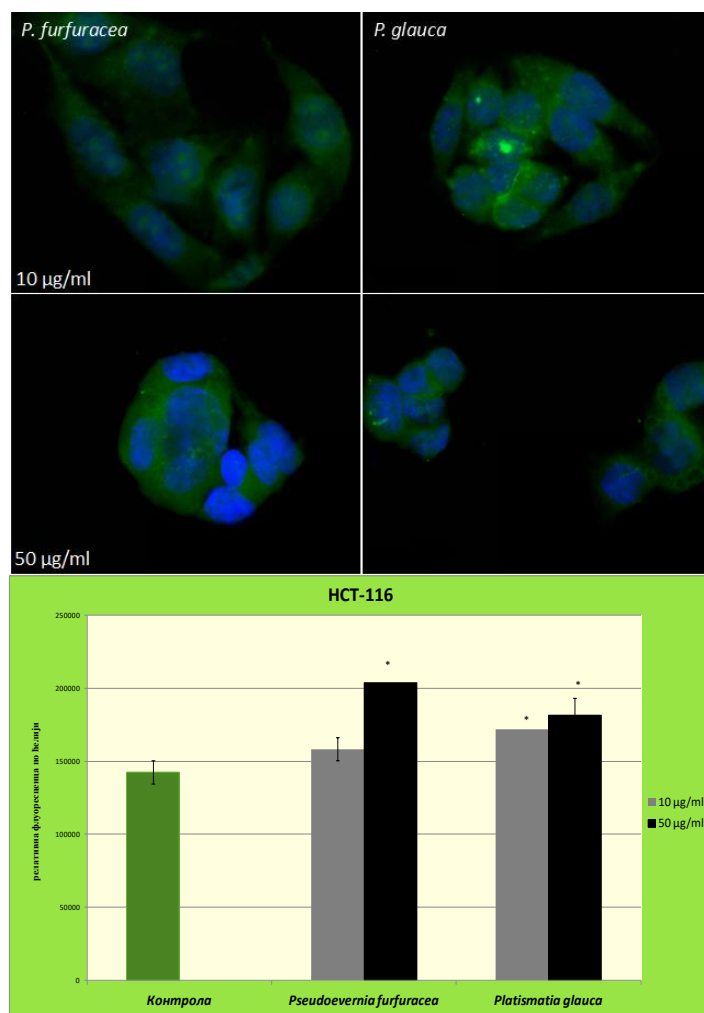 P. furfuracea
P. glauca
10 µg/ml
50 µg/ml
HCT-116
250000
200000
150000
100000
50000
0
релативна флуоресценца по ћелији
* * *
10 µg/ml
50 µg/ml
Контрола
Pseudoevernia furfuracea
Platismatia glauca